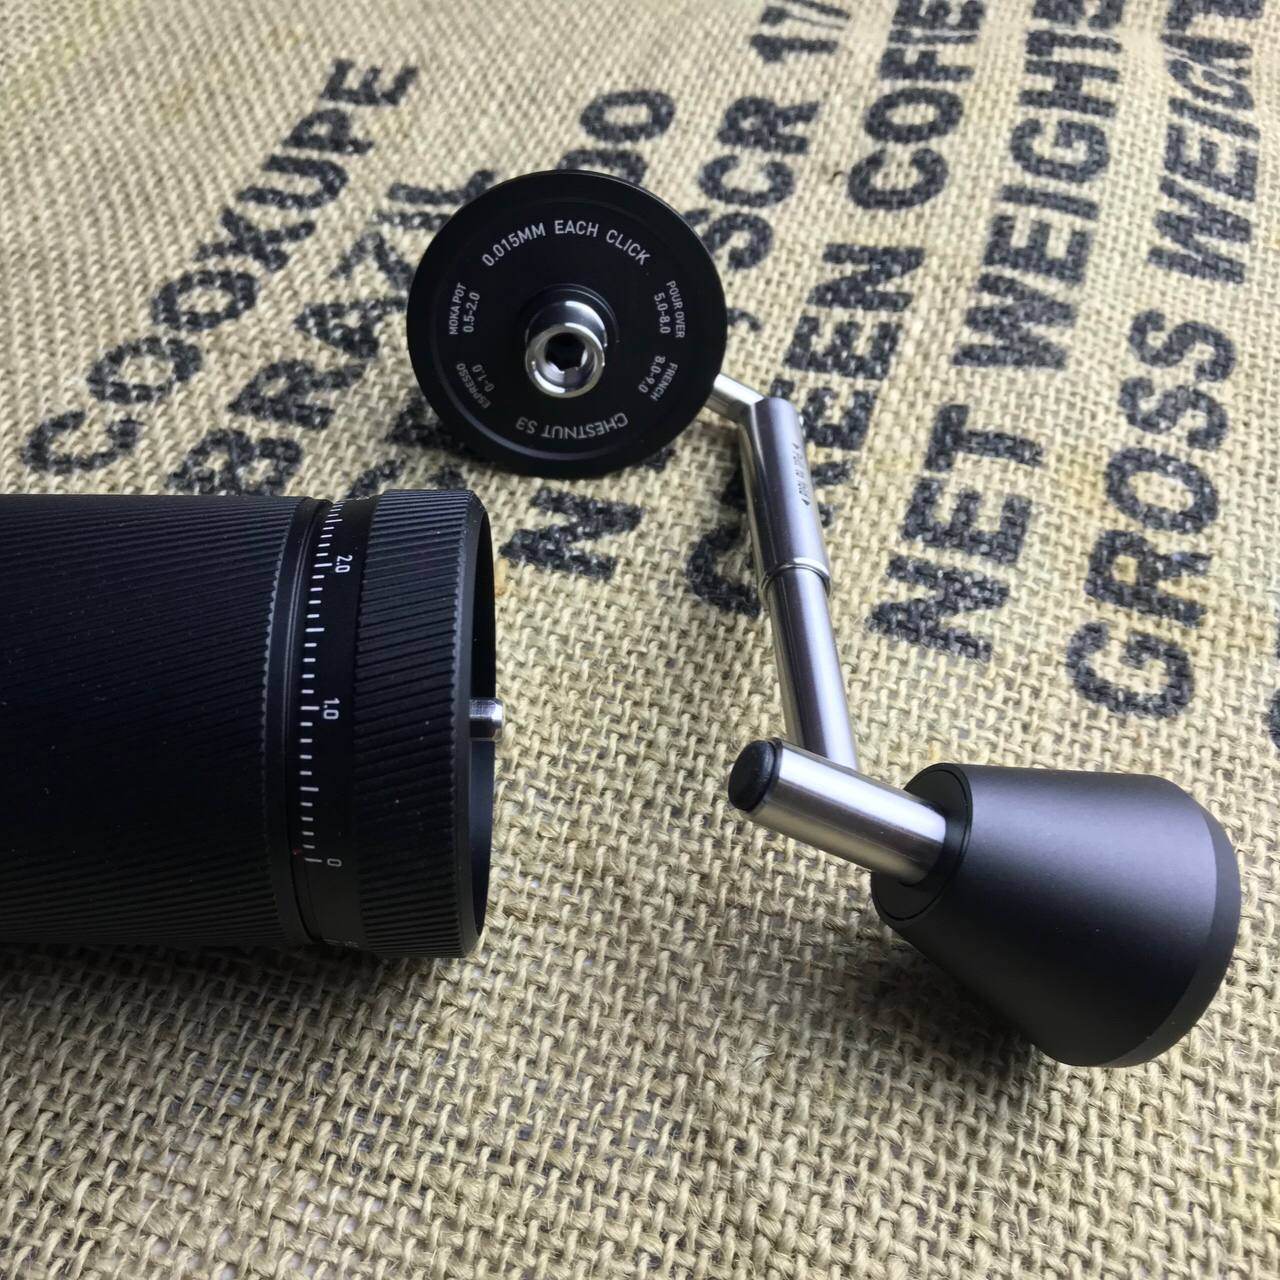 COOXUPE
BRAZIL
SCR 17/
GREEN COFFEE
NET WEIGHT
GROSS WEIGHT
0.015MM EACH CLICK
MOKA POT
0.5-2.0
POUR OVER
5.0-8.0
ESPRESSO
0-1.0
FRENCH
8.0-9.0
CHESTNUT S3
2.0
1.0
0